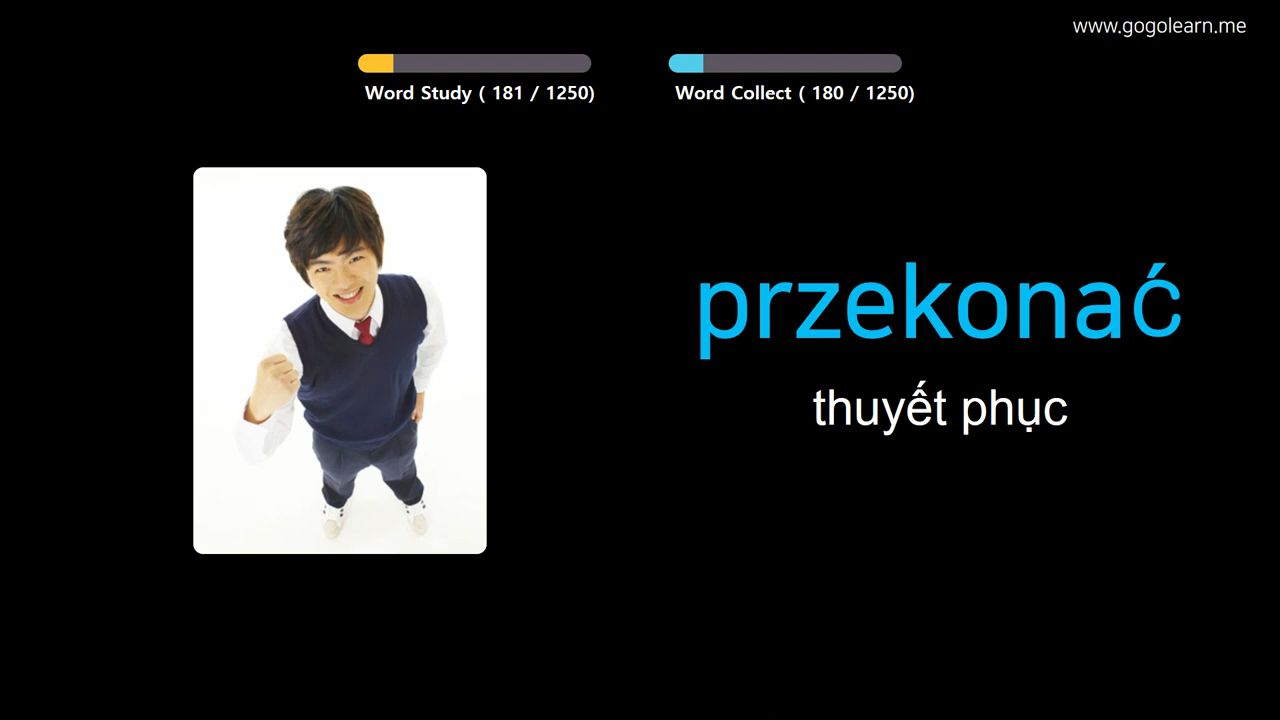 www.gogolearn.me
Word Study ( 181 / 1250)
Word Collect ( 180 / 1250)
przekonać
thuyết phục